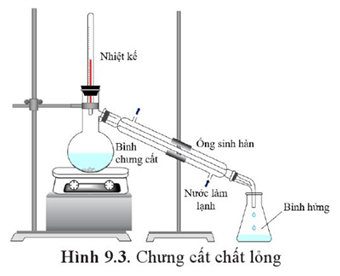 Nhiệt kế
Bình
chưng cất
Ống sinh hàn
Nước làm
lạnh
Bình hứng
Hình 9.3. Chưng cất chất lỏng